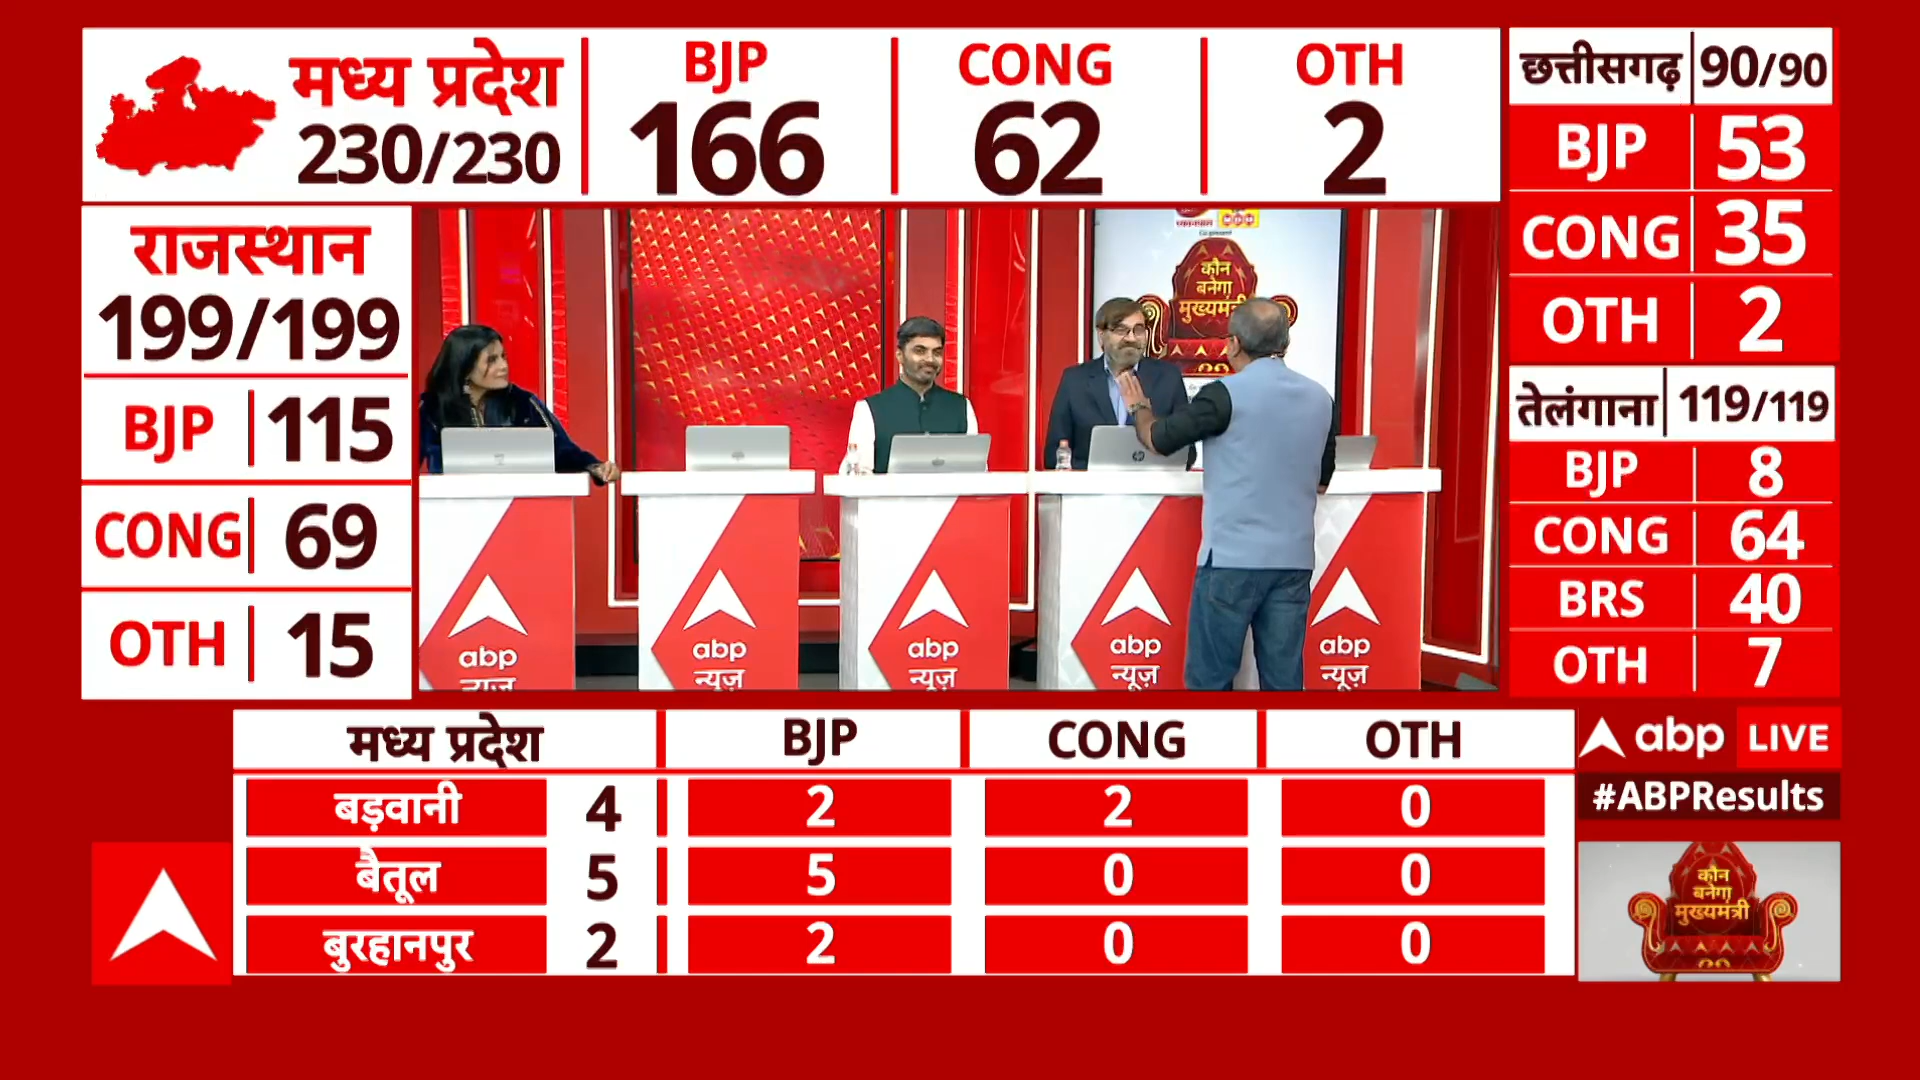 मध्य प्रदेश
230/230
BJP
166
CONG
62
OTH
2
छत्तीसगढ़ 90/90
BJP 53
CONG 35
OTH 2
राजस्थान
199/199
BJP 115
CONG 69
OTH 15
तेलंगाना 119/119
BJP 8
CONG 64
BRS 40
OTH 7
कौन
बनेगा
मुख्यमंत्री
abp
abp
न्यूज़
abp
न्यूज़
abp
न्यूज़
abp
न्यूज़
मध्य प्रदेश BJP CONG OTH
बड़वानी 4 2 2 0
बैतूल 5 5 0 0
बुरहानपुर 2 2 0 0
abp LIVE
#ABPResults
कौन
बनेगा
मुख्यमंत्री